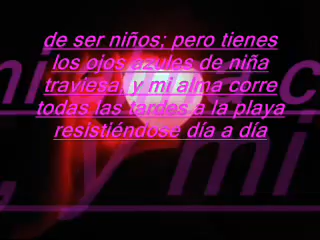 de ser niños; pero tienes
los ojos azules de niña
traviesa, y mi alma corre
todas las tardes a la playa
resistiéndose día a día